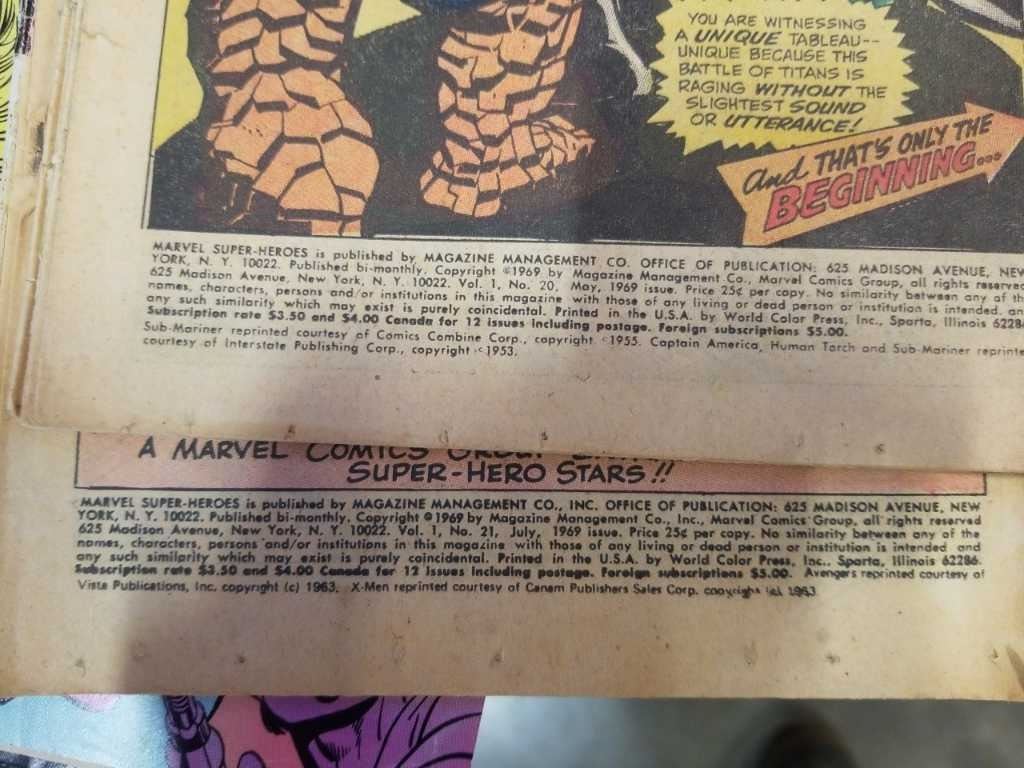 YOU ARE WITNESSING
A UNIQUE TABLEAU--
UNIQUE BECAUSE THIS
BATTLE OF TITANS IS
RAGING WITHOUT THE
SLIGHTEST SOUND
OR UTTERANCE!
And THAT'S ONLY THE
BEGINNING...
MARVEL SUPER-HEROES is published by MAGAZINE MANAGEMENT CO. OFFICE OF PUBLICATION: 625 MADISON AVENUE, NEW
YORK, N. Y. 10022. Published bi-monthly. Copyright ©1969 by Magazine Management Co., Marvel Comics Group, all rights reserved
625 Madison Avenue, New York, N. Y. 10022. Vol. 1, No. 20, May, 1969 issue. Price 25¢ per copy. No similarity between any of the
names, characters, persons and/or institutions in this magazine with those of any living or dead person or institution is intended, an
any such similarity which may exist is purely coincidental. Printed in the U.S.A. by World Color Press, Inc., Sparta, Illinois 6228
Subscription rate $3.50 and $4.00 Canada for 12 issues including postage. Foreign subscriptions $5.00.
Sub-Mariner reprinted courtesy of Comics Combine Corp., copyright ©1955. Captain America, Human Torch and Sub-Mariner reprinte
courtesy of Interstate Publishing Corp., copyright ©1953.
A MARVEL COMICS GROUP
SUPER-HERO STARS!!
MARVEL SUPER-HEROES is published by MAGAZINE MANAGEMENT CO., INC. OFFICE OF PUBLICATION: 625 MADISON AVENUE, NEW
YORK, N. Y. 10022. Published bi-monthly. Copyright ©1969 by Magazine Management Co., Inc., Marvel Comics Group, all rights reserved
625 Madison Avenue, New York, N. Y. 10022. Vol. 1, No. 21, July, 1969 issue. Price 25¢ per copy. No similarity between any of the
names, characters, persons and/or institutions in this magazine with those of any living or dead person or institution is intended and
any such similarity which may exist is purely coincidental. Printed in the U.S.A. by World Color Press, Inc., Sparta, Illinois 62286.
Subscription rate $3.50 and $4.00 Canada for 12 issues including postage. Foreign subscriptions $5.00. Avengers reprinted courtesy of
Vista Publications, Inc. copyright (c) 1963. X-Men reprinted courtesy of Canam Publishers Sales Corp. copyright (c) 1963